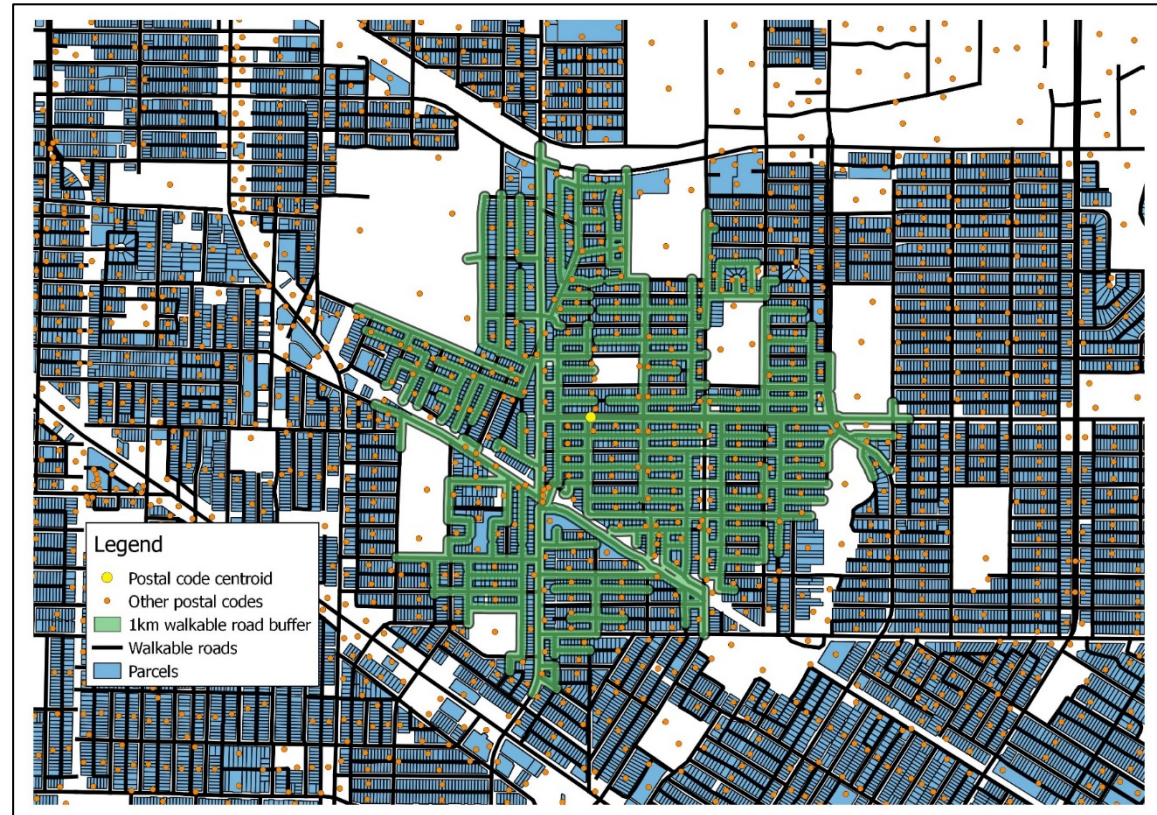 Legend
Postal code centroid
Other postal codes
1km walkable road buffer
Walkable roads
Parcels